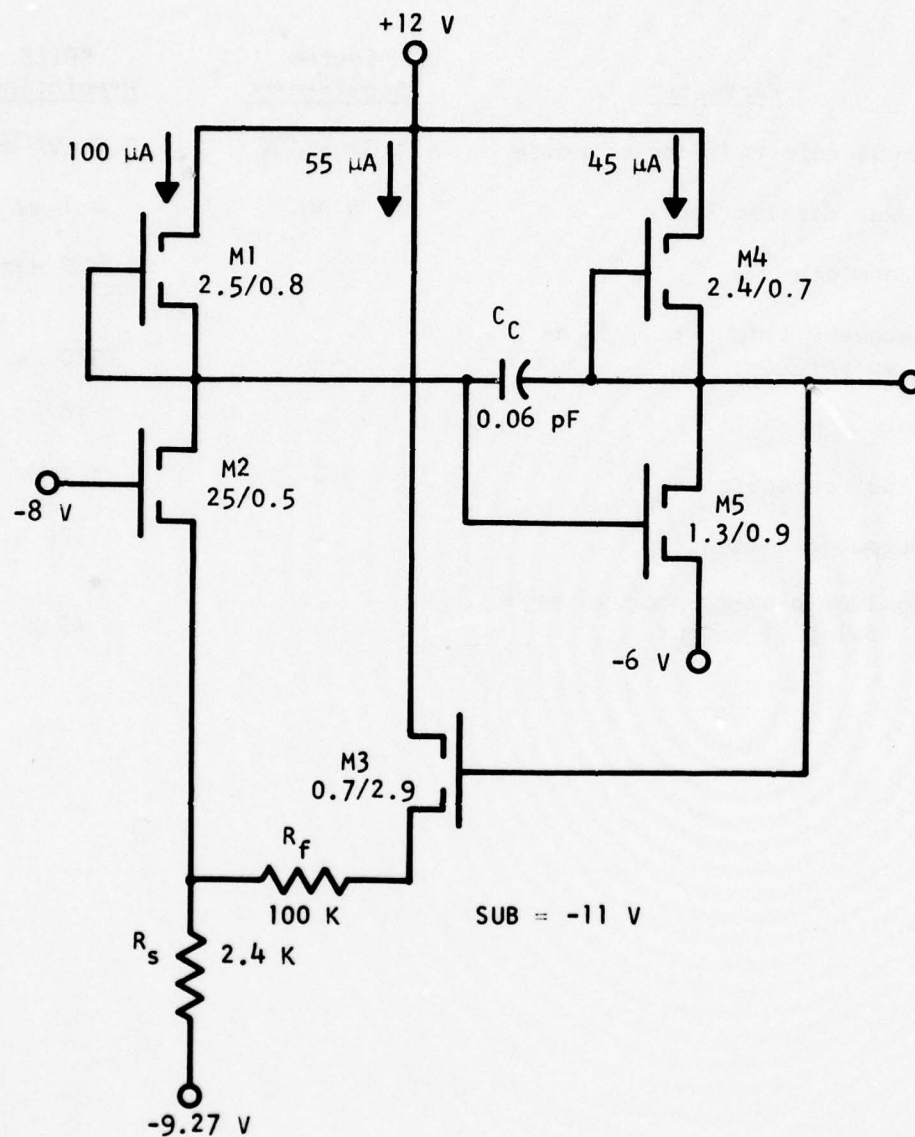 +12 V
100 μA
55 μA
45 μA
M1
2.5/0.8
M4
2.4/0.7
C_C
0.06 pF
M2
25/0.5
-8 V
M5
1.3/0.9
-6 V
M3
0.7/2.9
R_f
100 K
SUB = -11 V
R_s
2.4 K
-9.27 V